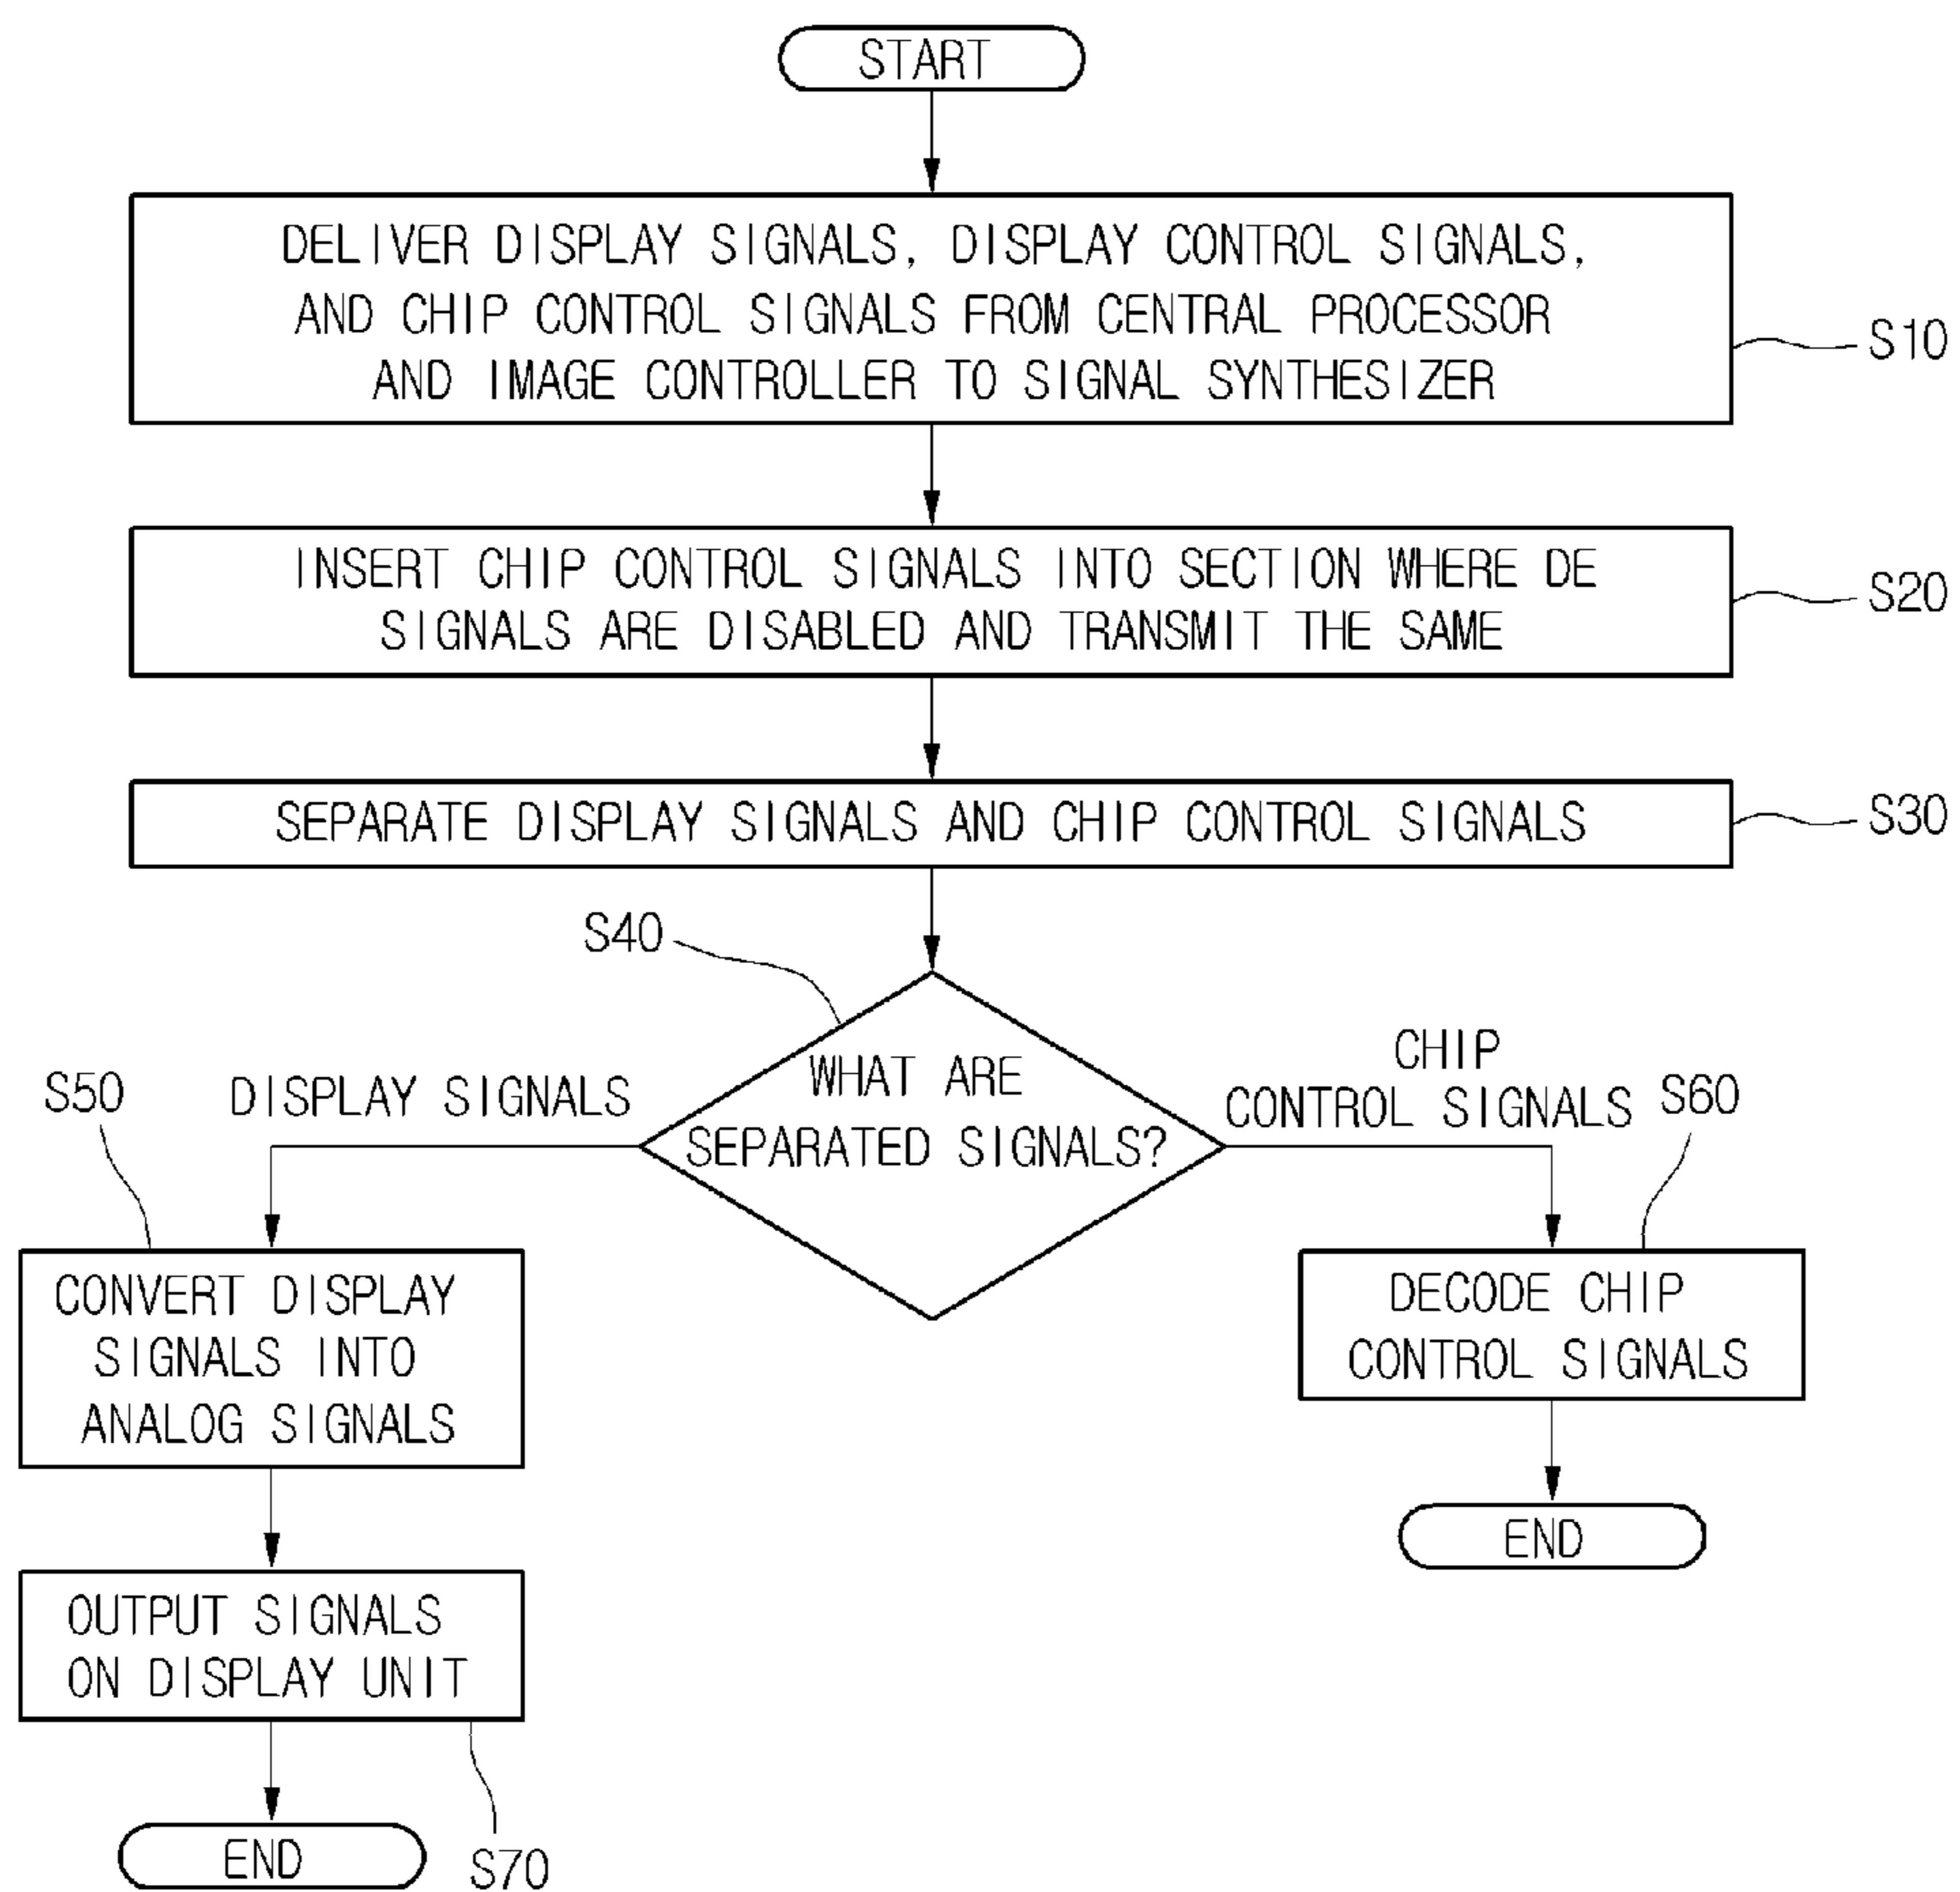 START
DELIVER DISPLAY SIGNALS, DISPLAY CONTROL SIGNALS,
AND CHIP CONTROL SIGNALS FROM CENTRAL PROCESSOR
AND IMAGE CONTROLLER TO SIGNAL SYNTHESIZER
S10
INSERT CHIP CONTROL SIGNALS INTO SECTION WHERE DE
SIGNALS ARE DISABLED AND TRANSMIT THE SAME
S20
SEPARATE DISPLAY SIGNALS AND CHIP CONTROL SIGNALS
S30
S40
WHAT ARE
SEPARATED SIGNALS?
DISPLAY SIGNALS
CHIP
CONTROL SIGNALS
S50
CONVERT DISPLAY
SIGNALS INTO
ANALOG SIGNALS
S60
DECODE CHIP
CONTROL SIGNALS
END
OUTPUT SIGNALS
ON DISPLAY UNIT
S70
END